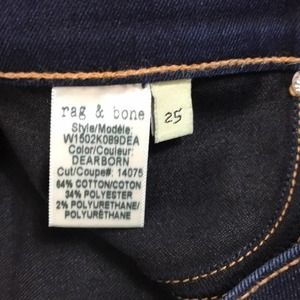 rag & bone
Style/Modèle:
W1502K089DEA
Color/Couleur:
DEARBORN
Cut/Coupe#: 14075
64% COTTON/COTON
34% POLYESTER
2% POLYURETHANE/
POLYURÉTHANE/
25